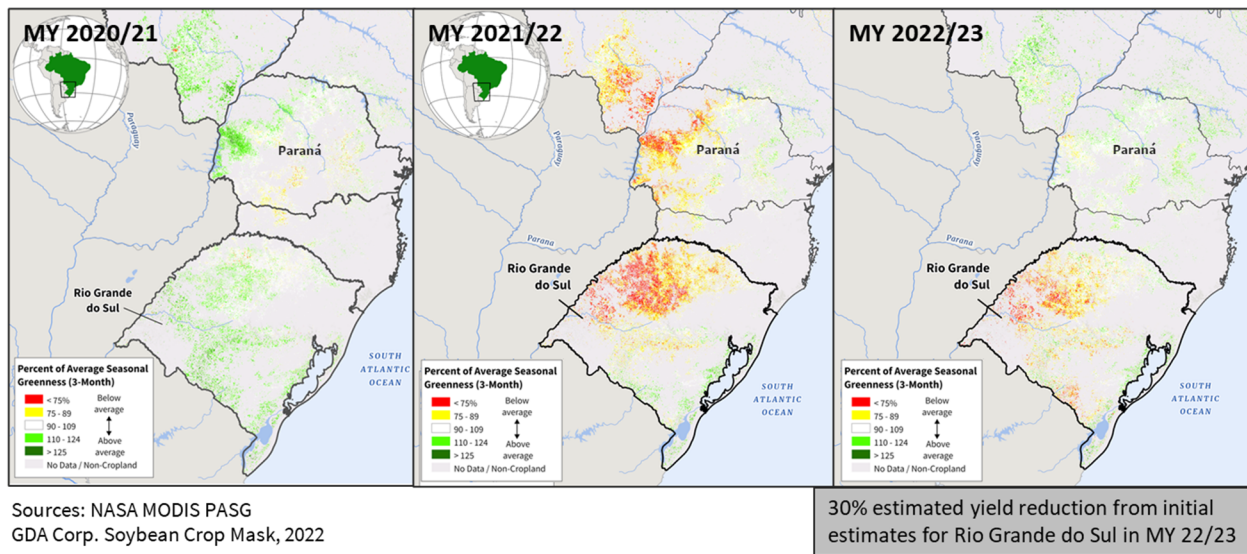 MY 2020/21
Paraguay
Paraná
Rio Grande
do Sul
SOUTH
ATLANTIC
OCEAN
Percent of Average Seasonal
Greenness (3-Month)
< 75%
75 - 89
90 - 109
110 - 124
> 125
Below
average
Above
average
No Data / Non-Cropland
MY 2021/22
Paraguay
Paraná
Parana
Rio Grande
do Sul
SOUTH
ATLANTIC
OCEAN
Percent of Average Seasonal
Greenness (3-Month)
< 75%
75 - 89
90 - 109
110 - 124
> 125
Below
average
Above
average
No Data / Non-Cropland
MY 2022/23
Paraguay
Paraná
Parana
Rio Grande
do Sul
SOUTH
ATLANTIC
OCEAN
Percent of Average Seasonal
Greenness (3-Month)
< 75%
75 - 89
90 - 109
110 - 124
> 125
Below
average
Above
average
No Data / Non-Cropland
Sources: NASA MODIS PASG
GDA Corp. Soybean Crop Mask, 2022
30% estimated yield reduction from initial
estimates for Rio Grande do Sul in MY 22/23